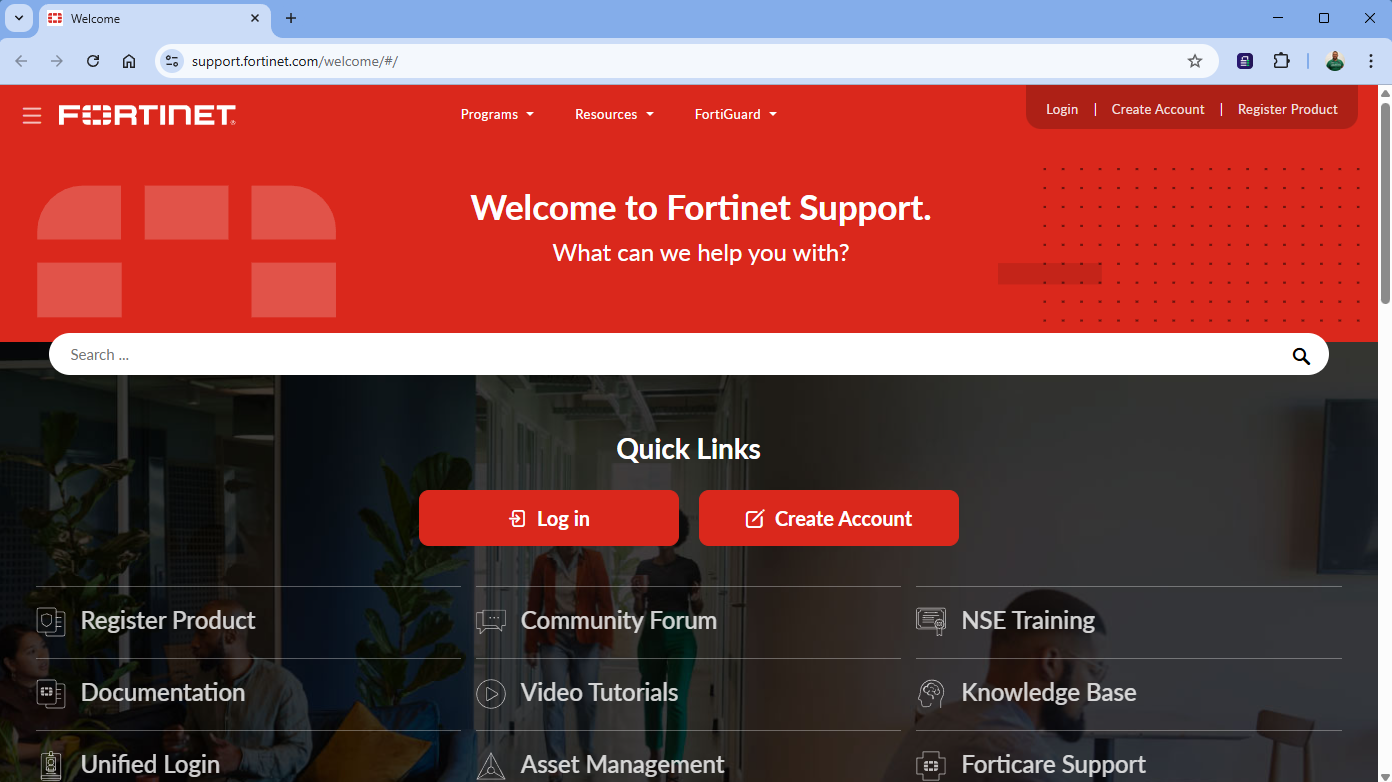 Welcome
support.fortinet.com/welcome/#/
FORTINET
Programs
Resources
FortiGuard
Login | Create Account | Register Product
Welcome to Fortinet Support.
What can we help you with?
Search ...
Quick Links
Log in
Create Account
Register Product
Community Forum
NSE Training
Documentation
Video Tutorials
Knowledge Base
Unified Login
Asset Management
Forticare Support